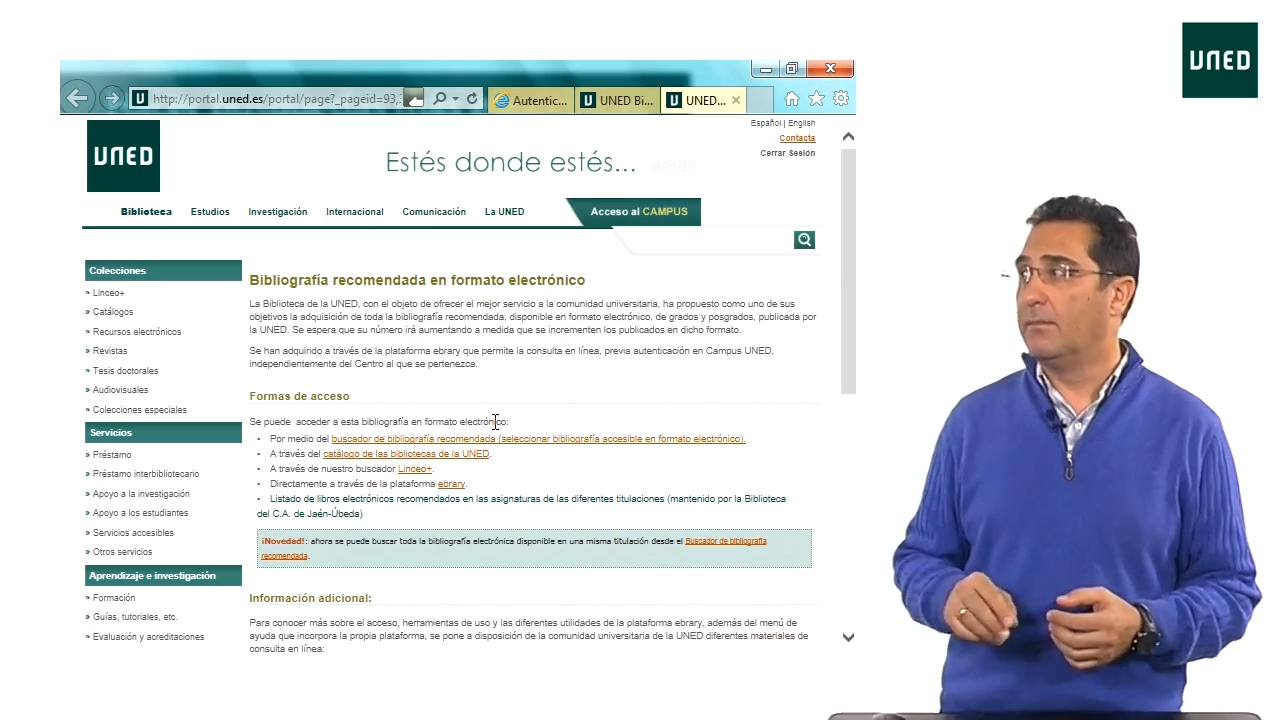 UNED
http://portal.uned.es/portal/page?_pageid=93,
Autentic...
UNED Bi...
UNED...
Español | English
Contacta
Cerrar Sesión
UNED
Estés donde estés...
desde
Biblioteca
Estudios
Investigación
Internacional
Comunicación
La UNED
Acceso al CAMPUS
Colecciones
» Linceo+
» Catálogos
» Recursos electrónicos
» Revistas
» Tesis doctorales
» Audiovisuales
» Colecciones especiales
Servicios
» Préstamo
» Préstamo interbibliotecario
» Apoyo a la investigación
» Apoyo a los estudiantes
» Servicios accesibles
» Otros servicios
Aprendizaje e investigación
» Formación
» Guías, tutoriales, etc.
» Evaluación y acreditaciones
Bibliografía recomendada en formato electrónico
La Biblioteca de la UNED, con el objeto de ofrecer el mejor servicio a la comunidad universitaria, ha propuesto como uno de sus
objetivos la adquisición de toda la bibliografía recomendada, disponible en formato electrónico, de grados y posgrados, publicada por
la UNED. Se espera que su número irá aumentando a medida que se incrementen los publicados en dicho formato.
Se han adquirido a través de la plataforma ebrary que permite la consulta en línea, previa autenticación en Campus UNED,
independientemente del Centro al que se pertenezca.
Formas de acceso
Se puede acceder a esta bibliografía en formato electrónico:
• Por medio del buscador de bibliografía recomendada (seleccionar bibliografía accesible en formato electrónico).
• A través del catálogo de las bibliotecas de la UNED.
• A través de nuestro buscador Linceo+.
• Directamente a través de la plataforma ebrary.
• Listado de libros electrónicos recomendados en las asignaturas de las diferentes titulaciones (mantenido por la Biblioteca
del C.A. de Jaén-Úbeda)
¡Novedad!: ahora se puede buscar toda la bibliografía electrónica disponible en una misma titulación desde el Buscador de bibliografía
recomendada.
Información adicional:
Para conocer más sobre el acceso, herramientas de uso y las diferentes utilidades de la plataforma ebrary, además del menú de
ayuda que incorpora la propia plataforma, se pone a disposición de la comunidad universitaria de la UNED diferentes materiales de
consulta en línea: